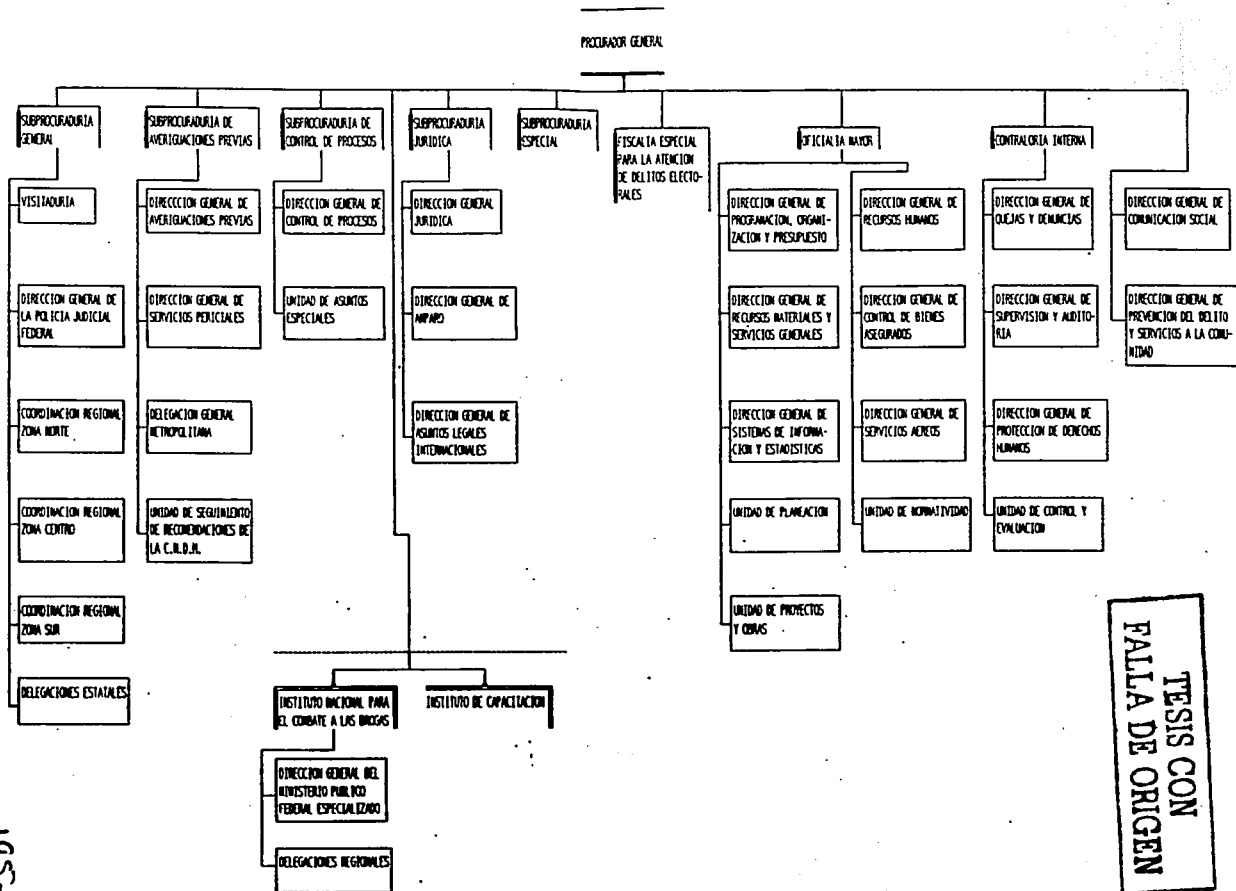 PROCURADOR GENERAL
SUBPROCURADURIA
GENERAL
VISITADURIA
DIRECCION GENERAL DE
LA POLICIA JUDICIAL
FEDERAL
COORDINACION REGIONAL
ZONA NORTE
COORDINACION REGIONAL
ZONA CENTRO
COORDINACION REGIONAL
ZONA SUR
DELEGACIONES ESTATALES
SUBPROCURADURIA DE
AVERIGUACIONES PREVIAS
DIRECCCION GENERAL DE
AVERIGUACIONES PREVIAS
DIRECCCION GENERAL DE
SERVICIOS PERICIALES
DELEGACION GENERAL
METROPOLITANA
UNIDAD DE SEGUIMIENTO
DE RECOMENDACIONES DE
LA C.N.D.H.
SUBPROCURADURIA DE
CONTROL DE PROCESOS
DIRECCION GENERAL DE
CONTROL DE PROCESOS
UNIDAD DE ASUNTOS
ESPECIALES
SUBPROCURADURIA
JURIDICA
DIRECCION GENERAL
JURIDICA
DIRECCION GENERAL DE
AMPARO
DIRECCION GENERAL DE
ASUNTOS LEGALES
INTERNACIONALES
SUBPROCURADURIA
ESPECIAL
FISCALIA ESPECIAL
PARA LA ATENCION
DE DELITOS ELECTO-
RALES
OFICIALIA MAYOR
DIRECCION GENERAL DE
PROGRAMACION, ORGANI-
ZACION Y PRESUPUESTO
DIRECCION GENERAL DE
RECURSOS MATERIALES Y
SERVICIOS GENERALES
DIRECCION GENERAL DE
SISTEMAS DE INFORMA-
CION Y ESTADISTICAS
UNIDAD DE PLANEACION
UNIDAD DE PROYECTOS
Y OBRAS
DIRECCION GENERAL DE
RECURSOS HUMANOS
DIRECCION GENERAL DE
CONTROL DE BIENES
ASEGURADOS
DIRECCION GENERAL DE
SERVICIOS AEREOS
UNIDAD DE NORMATIVIDAD
CONTRALORIA INTERNA
DIRECCION GENERAL DE
QUEJAS Y DENUNCIAS
DIRECCION GENERAL DE
SUPERVISION Y AUDITO-
RIA
DIRECCION GENERAL DE
PROTECCION DE DERECHOS
HUMANOS
UNIDAD DE CONTROL Y
EVALUACION
DIRECCION GENERAL DE
COMUNICACION SOCIAL
DIRECCION GENERAL DE
PREVENCION DEL DELITO
Y SERVICIOS A LA COMU-
NIDAD
INSTITUTO NACIONAL PARA
EL COMBATE A LAS DROGAS
DIRECCION GENERAL DEL
MINISTERIO PUBLICO
FEDERAL ESPECIALIZADO
DELEGACIONES REGIONALES
INSTITUTO DE CAPACITACION
TESIS CON
FALLA DE ORIGEN